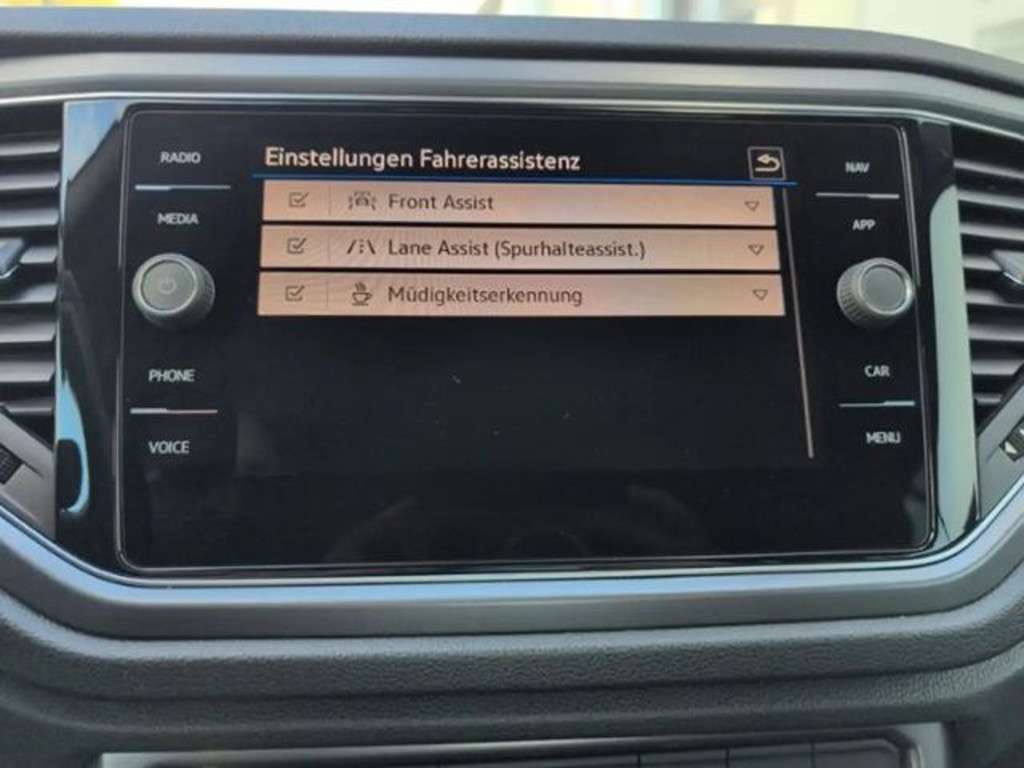 RADIO
Einstellungen Fahrerassistenz
NAV
MEDIA
Front Assist
APP
Lane Assist (Spurhalteassist.)
Müdigkeitserkennung
PHONE
CAR
VOICE
MENU